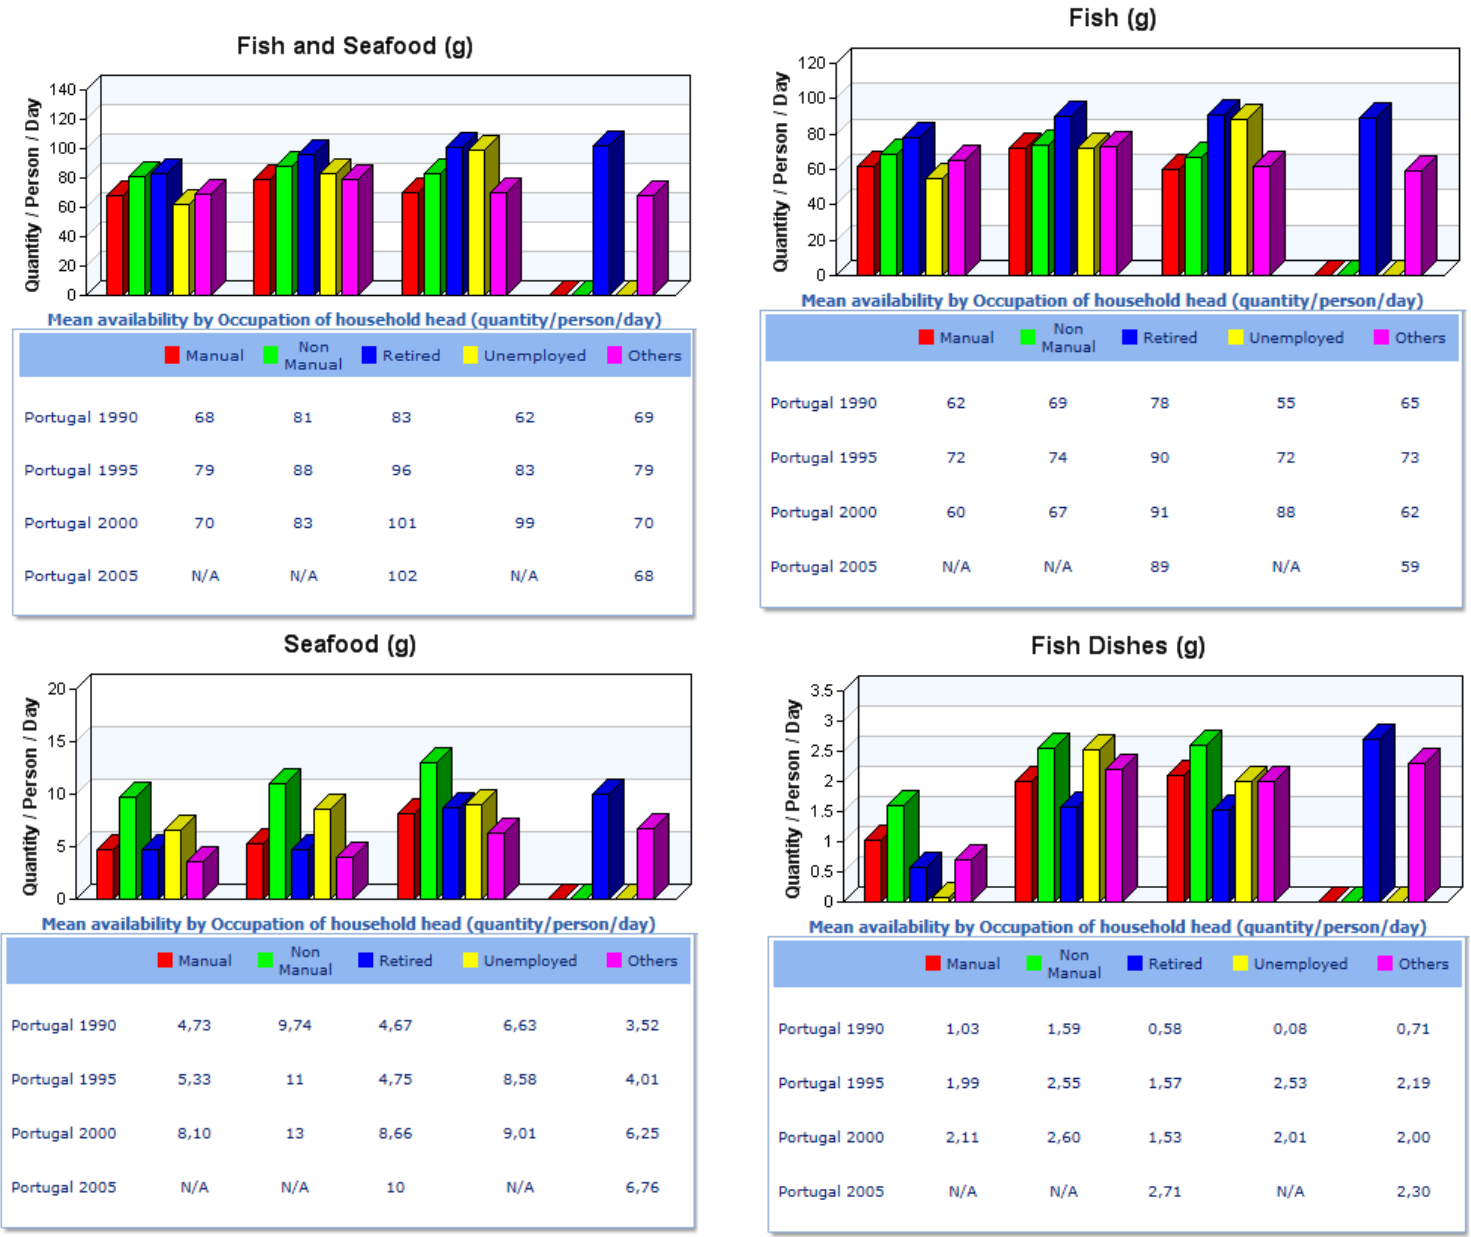 Fish and Seafood (g)
Quantity / Person / Day
140
120
100
80
60
40
20
0
Mean availability by Occupation of household head (quantity/person/day)
Manual Non Manual Retired Unemployed Others
Portugal 1990 68 81 83 62 69
Portugal 1995 79 88 96 83 79
Portugal 2000 70 83 101 99 70
Portugal 2005 N/A N/A 102 N/A 68
Fish (g)
Quantity / Person / Day
120
100
80
60
40
20
0
Mean availability by Occupation of household head (quantity/person/day)
Manual Non Manual Retired Unemployed Others
Portugal 1990 62 69 78 55 65
Portugal 1995 72 74 90 72 73
Portugal 2000 60 67 91 88 62
Portugal 2005 N/A N/A 89 N/A 59
Seafood (g)
Quantity / Person / Day
20
15
10
5
0
Mean availability by Occupation of household head (quantity/person/day)
Manual Non Manual Retired Unemployed Others
Portugal 1990 4,73 9,74 4,67 6,63 3,52
Portugal 1995 5,33 11 4,75 8,58 4,01
Portugal 2000 8,10 13 8,66 9,01 6,25
Portugal 2005 N/A N/A 10 N/A 6,76
Fish Dishes (g)
Quantity / Person / Day
3.5
3
2.5
2
1.5
1
0.5
0
Mean availability by Occupation of household head (quantity/person/day)
Manual Non Manual Retired Unemployed Others
Portugal 1990 1,03 1,59 0,58 0,08 0,71
Portugal 1995 1,99 2,55 1,57 2,53 2,19
Portugal 2000 2,11 2,60 1,53 2,01 2,00
Portugal 2005 N/A N/A 2,71 N/A 2,30